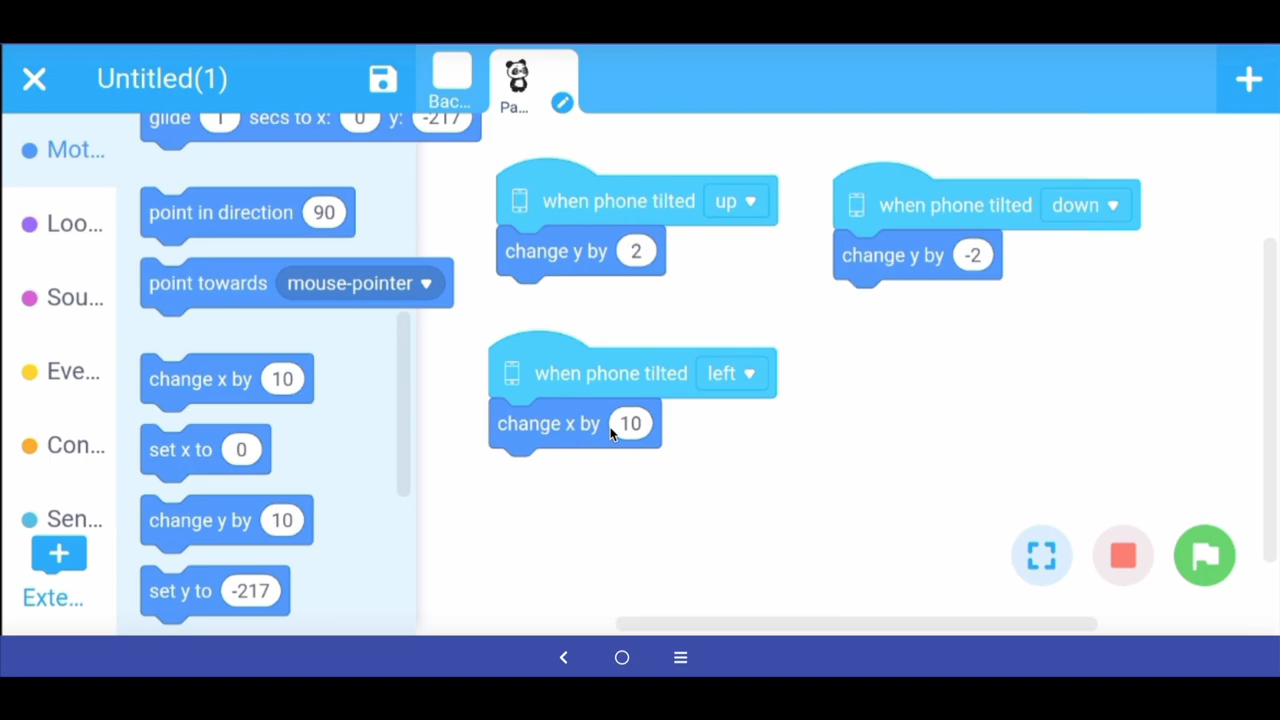 Untitled(1)
Bac...
Pa...
glide 1 secs to x: 0 y: -217
Mot...
Loo...
Sou...
Eve...
Con...
Sen...
Exte...
point in direction 90
point towards mouse-pointer
change x by 10
set x to 0
change y by 10
set y to -217
when phone tilted up
change y by 2
when phone tilted down
change y by -2
when phone tilted left
change x by 10